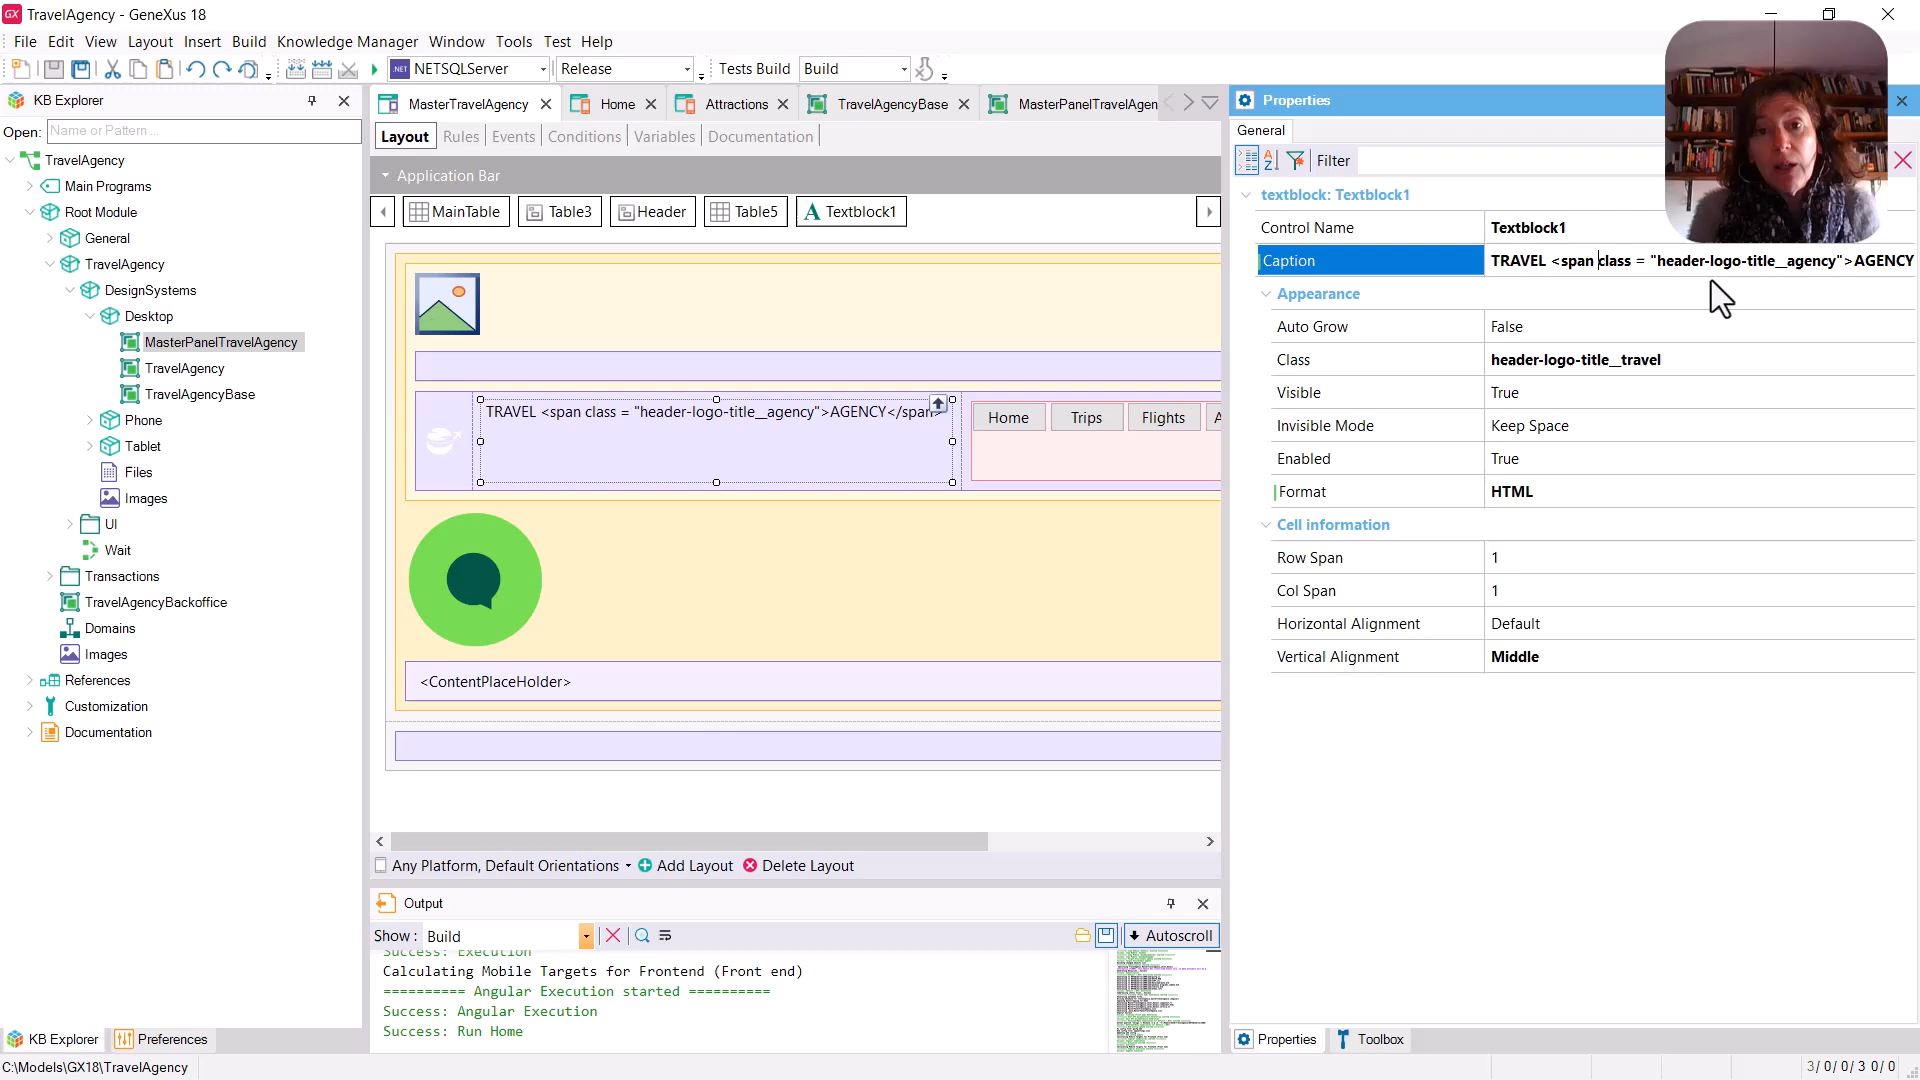 GX TravelAgency - GeneXus 18
File Edit View Layout Insert Build Knowledge Manager Window Tools Test Help
.NET NETSQLServer Release Tests Build Build
KB Explorer
Open: Name or Pattern ...
TravelAgency
Main Programs
Root Module
General
TravelAgency
DesignSystems
Desktop
MasterPanelTravelAgency
TravelAgency
TravelAgencyBase
Phone
Tablet
Files
Images
UI
Wait
Transactions
TravelAgencyBackoffice
Domains
Images
References
Customization
Documentation
KB Explorer Preferences
C:\Models\GX18\TravelAgency
MasterTravelAgency Home Attractions TravelAgencyBase MasterPanelTravelAgen
Layout Rules Events Conditions Variables Documentation
Application Bar
MainTable Table3 Header Table5 A Textblock1
TRAVEL <span class = "header-logo-title__agency">AGENCY</span>
Home Trips Flights A
<ContentPlaceHolder>
Any Platform, Default Orientations Add Layout Delete Layout
Output
Show: Build Autoscroll
Success: Execution
Calculating Mobile Targets for Frontend (Front end)
========== Angular Execution started ==========
Success: Angular Execution
Success: Run Home
Properties
General
AZ Filter
textblock: Textblock1
Control Name Textblock1
Caption TRAVEL <span class = "header-logo-title__agency">AGENCY
Appearance
Auto Grow False
Class header-logo-title__travel
Visible True
Invisible Mode Keep Space
Enabled True
Format HTML
Cell information
Row Span 1
Col Span 1
Horizontal Alignment Default
Vertical Alignment Middle
Properties Toolbox
3/ 0/ 0/ 3 0/ 0